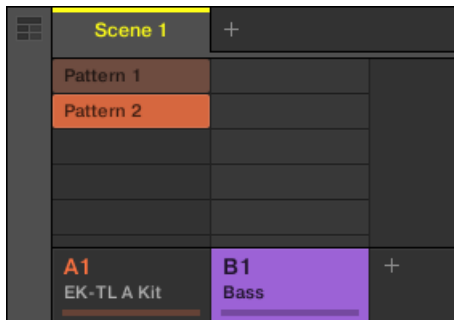 Scene 1
Pattern 1
Pattern 2
A1
EK-TL A Kit
B1
Bass